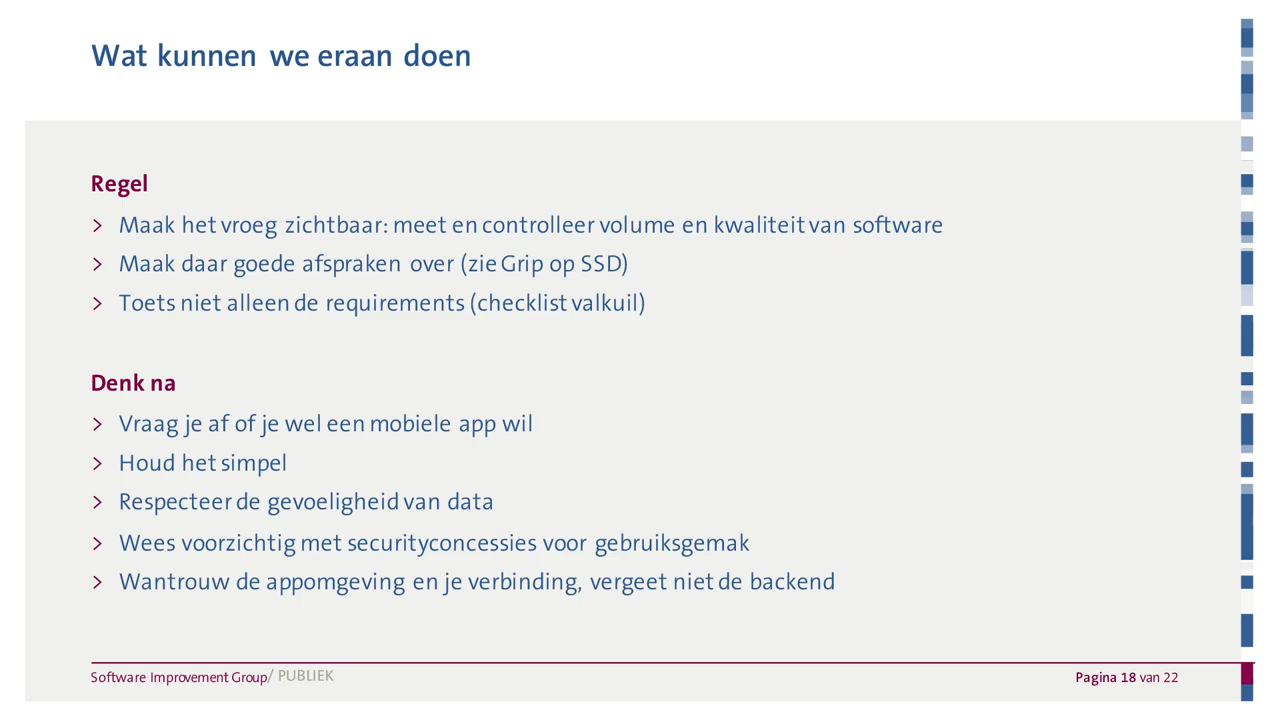 Wat kunnen we eraan doen
Regel
> Maak het vroeg zichtbaar: meet en controlleer volume en kwaliteit van software
> Maak daar goede afspraken over (zie Grip op SSD)
> Toets niet alleen de requirements (checklist valkuil)
Denk na
> Vraag je af of je wel een mobiele app wil
> Houd het simpel
> Respecteer de gevoeligheid van data
> Wees voorzichtig met securityconcessies voor gebruiksgemak
> Wantrouw de appomgeving en je verbinding, vergeet niet de backend
Software Improvement Group/ PUBLIEK
Pagina 18 van 22